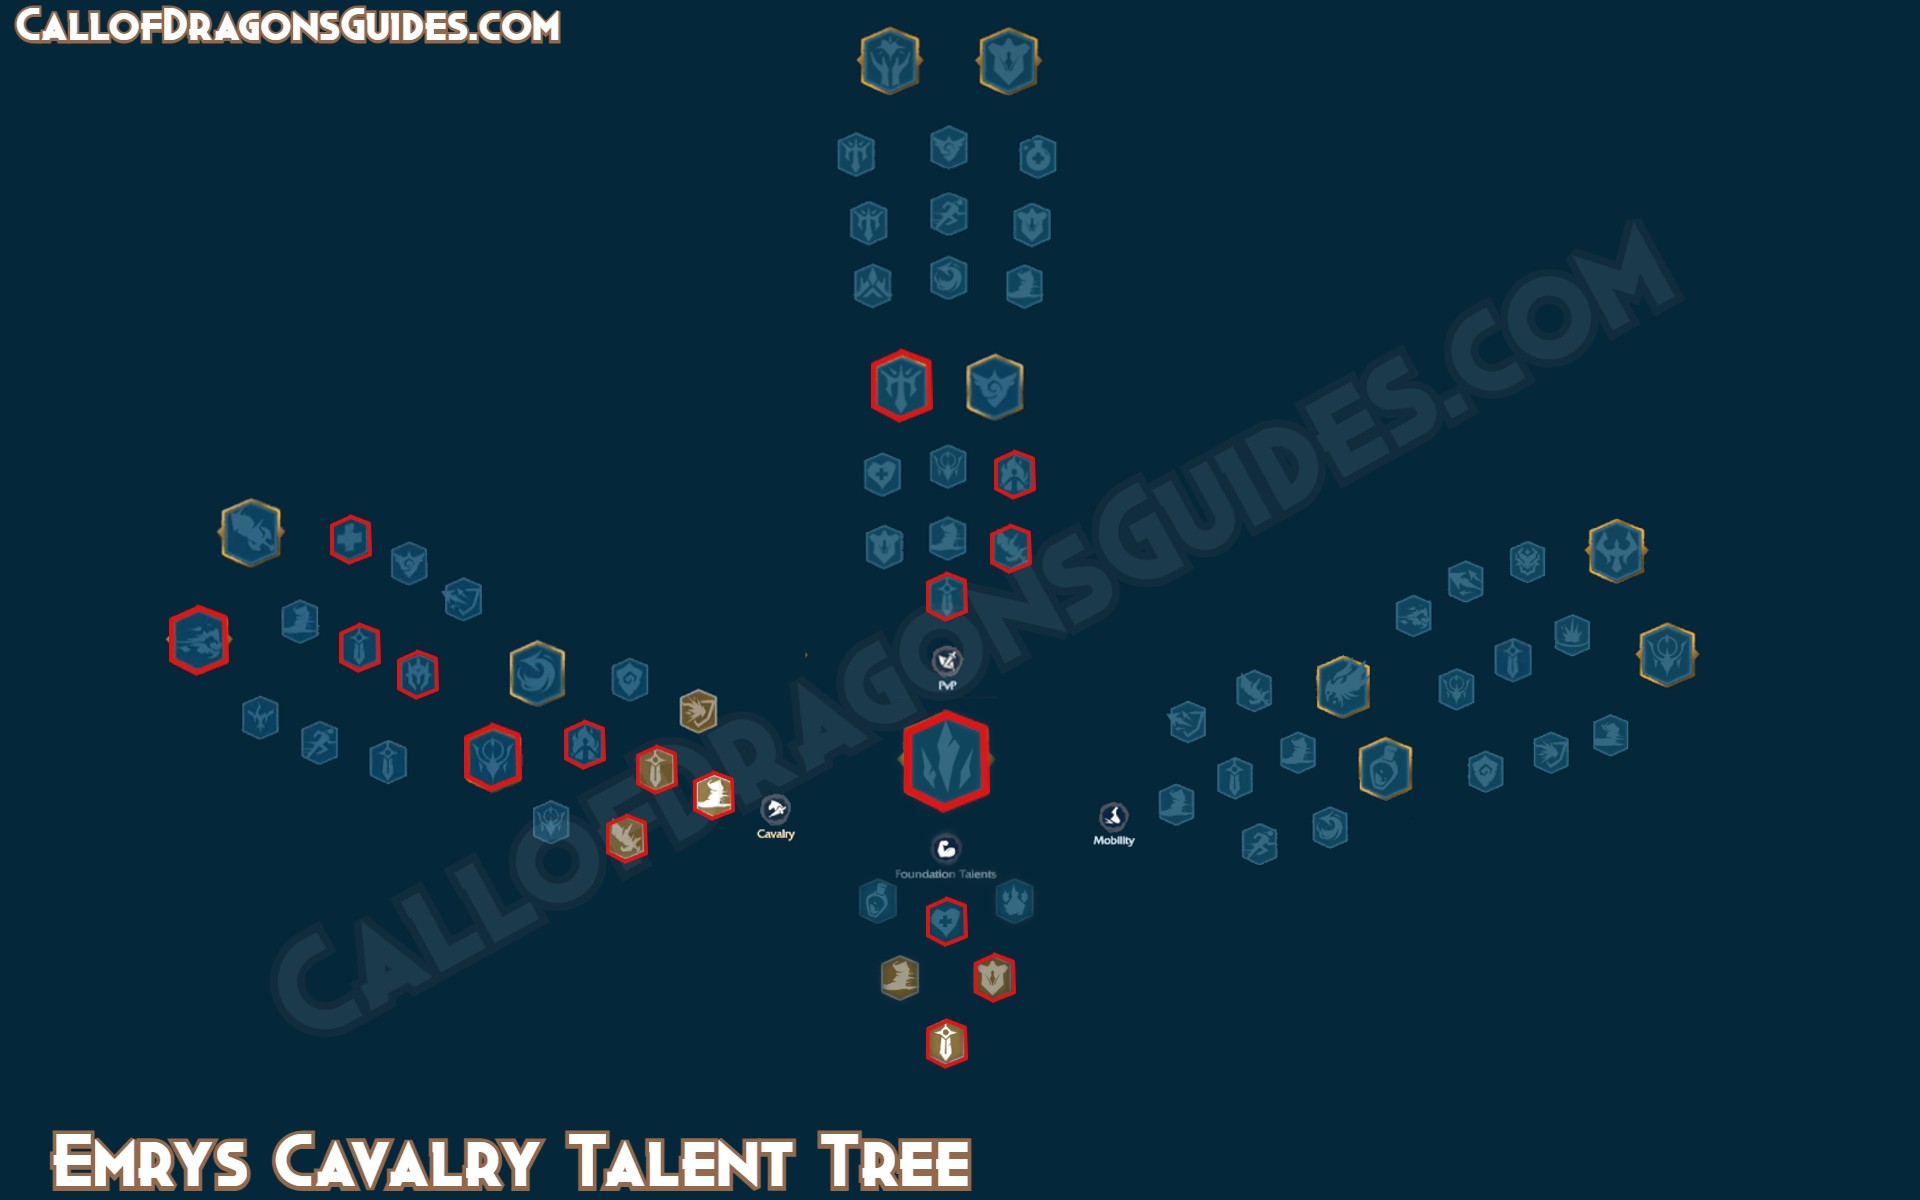 CallofDragonsGuides.com
CallofDragonsGuides.com
PvP
Cavalry
Mobility
Foundation Talents
Emrys Cavalry Talent Tree